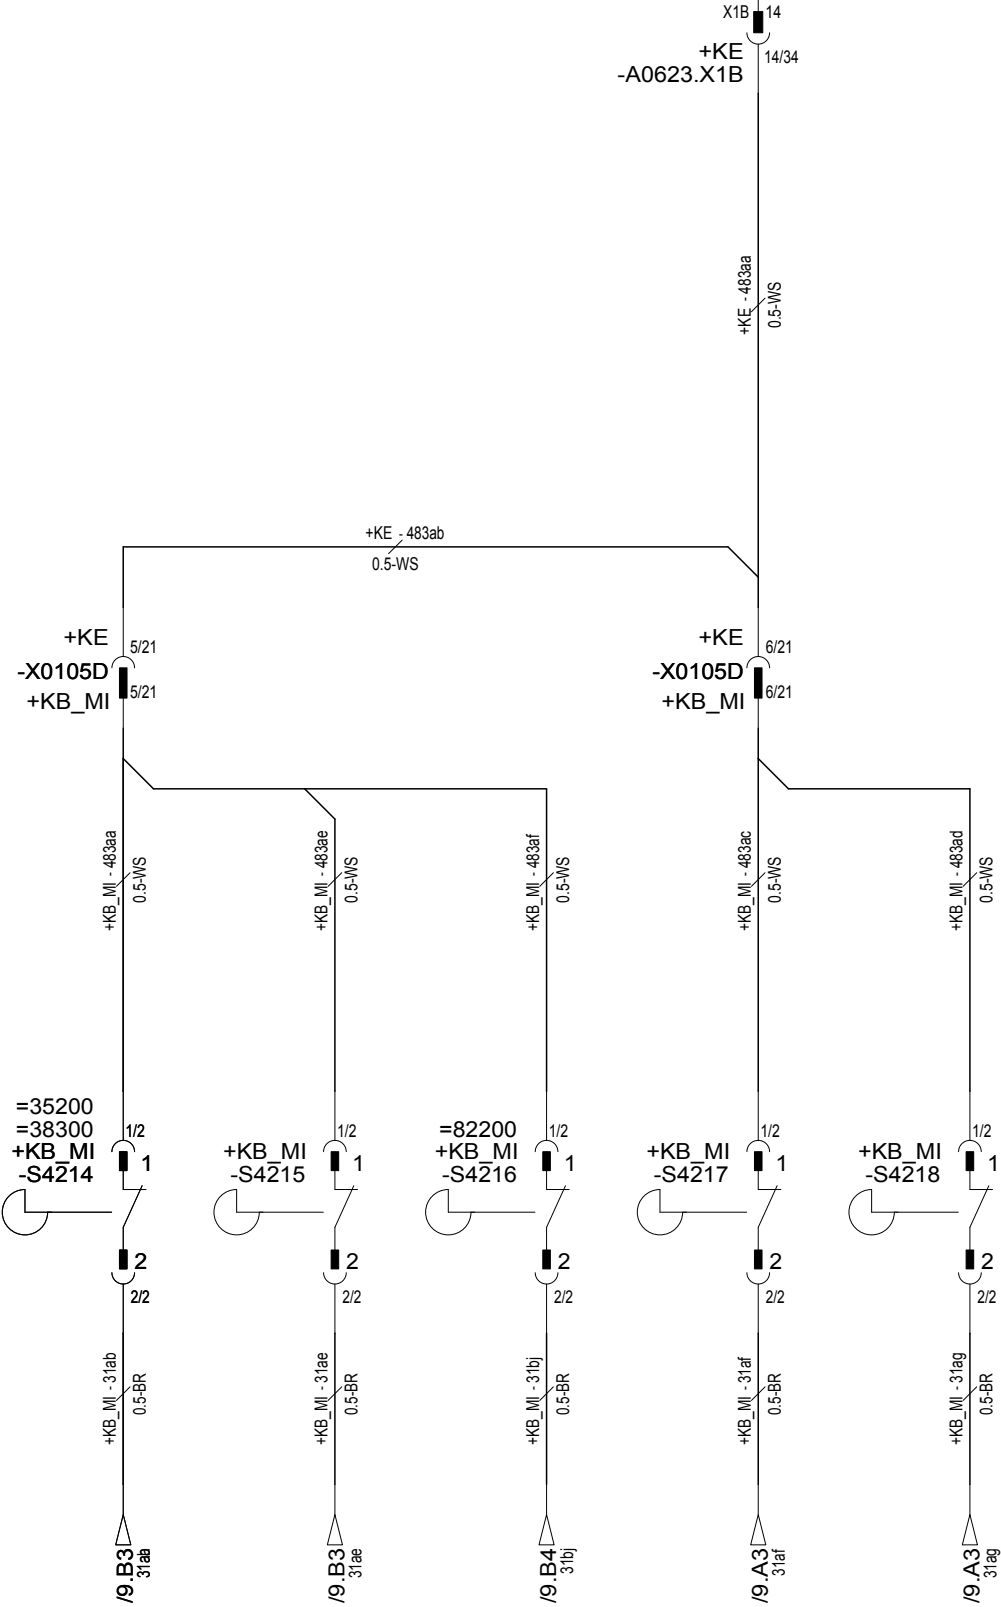 X1B 14
+KE 14/34
-A0623.X1B
+KE - 483aa
0.5-WS
+KE - 483ab
0.5-WS
+KE 5/21
-X0105D
+KB_MI 5/21
+KE 6/21
-X0105D
+KB_MI 6/21
+KB_MI - 483aa
0.5-WS
+KB_MI - 483ae
0.5-WS
+KB_MI - 483af
0.5-WS
+KB_MI - 483ac
0.5-WS
+KB_MI - 483ad
0.5-WS
=35200
=38300 1/2
+KB_MI 1
-S4214
2
2/2
1/2
+KB_MI 1
-S4215
2
2/2
=82200 1/2
+KB_MI 1
-S4216
2
2/2
1/2
+KB_MI 1
-S4217
2
2/2
1/2
+KB_MI 1
-S4218
2
2/2
+KB_MI - 31ab
0.5-BR
+KB_MI - 31ae
0.5-BR
+KB_MI - 31bj
0.5-BR
+KB_MI - 31af
0.5-BR
+KB_MI - 31ag
0.5-BR
/9.B3
/9.B3
31ae
/9.B4
31bj
/9.A3
31af
/9.A3
31ag